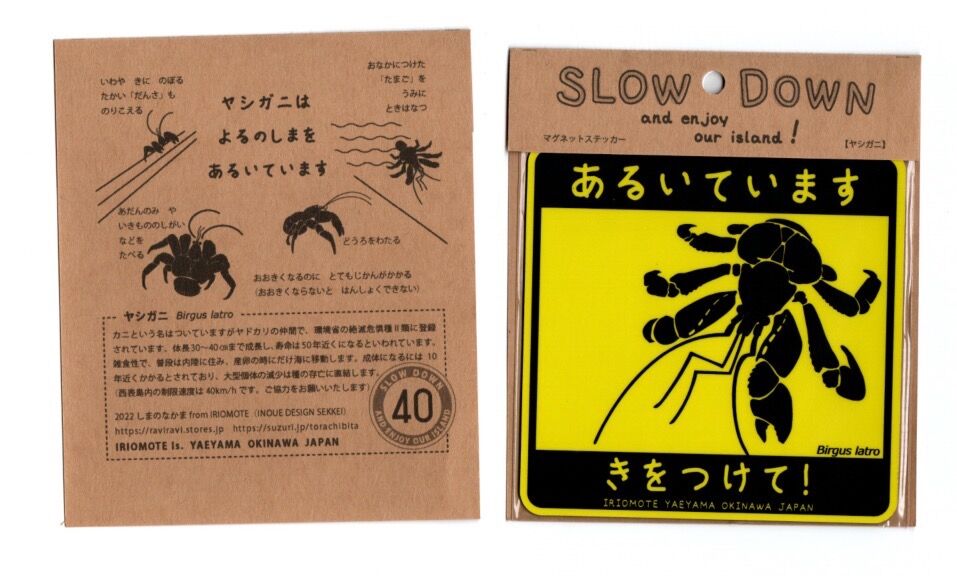 いわや きに のぼる
たかい「だんさ」も
のりこえる
ヤシガニは
よるのしまを
あるいています
おなかにつけた
「たまご」を
うみに
ときはなつ
あだんのみ や
いきもののしがい
などを
たべる
どうろをわたる
おおきくなるのに とてもじかんがかかる
(おおきくならないと はんしょくできない)
ヤシガニ Birgus latro
カニという名はついていますがヤドカリの仲間で、環境省の絶滅危惧種Ⅱ類に登録
されています。体長30〜40㎝まで成長し、寿命は50年近くになるといわれています。
雑食性で、普段は内陸に住み、産卵の時にだけ海に移動します。成体になるには 10
年近くかかるとされており、大型個体の減少は種の存亡に直結します。
(西表島内の制限速度は 40km/h です。ご協力をお願いいたします)
2022 しまのなかま from IRIOMOTE (INOUE DESIGN SEKKEI)
https://raviravi.stores.jp https://suzuri.jp/torachibita
IRIOMOTE Is. YAEYAMA OKINAWA JAPAN
SLOW DOWN
40
AND ENJOY OUR ISLAND
SLOW DOWN
and enjoy
our island!
マグネットステッカー
【ヤシガニ】
あるいています
Birgus latro
きをつけて!
IRIOMOTE YAEYAMA OKINAWA JAPAN